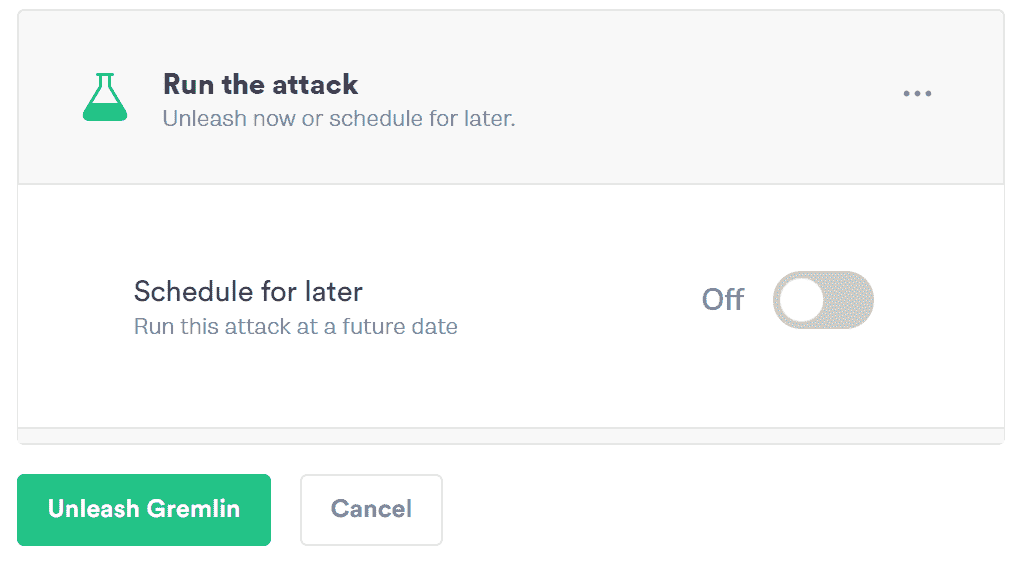 Run the attack
Unleash now or schedule for later.
Schedule for later
Run this attack at a future date
Off
Unleash Gremlin
Cancel